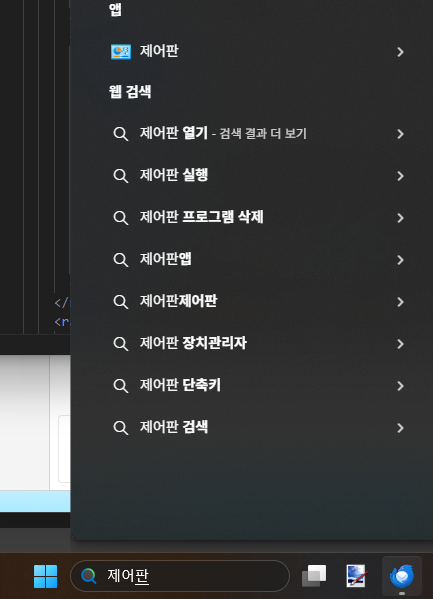 앱
제어판
웹 검색
제어판 열기 - 검색 결과 더 보기
제어판 실행
제어판 프로그램 삭제
제어판앱
제어판제어판
제어판 장치관리자
제어판 단축키
제어판 검색
</
<r
제어판